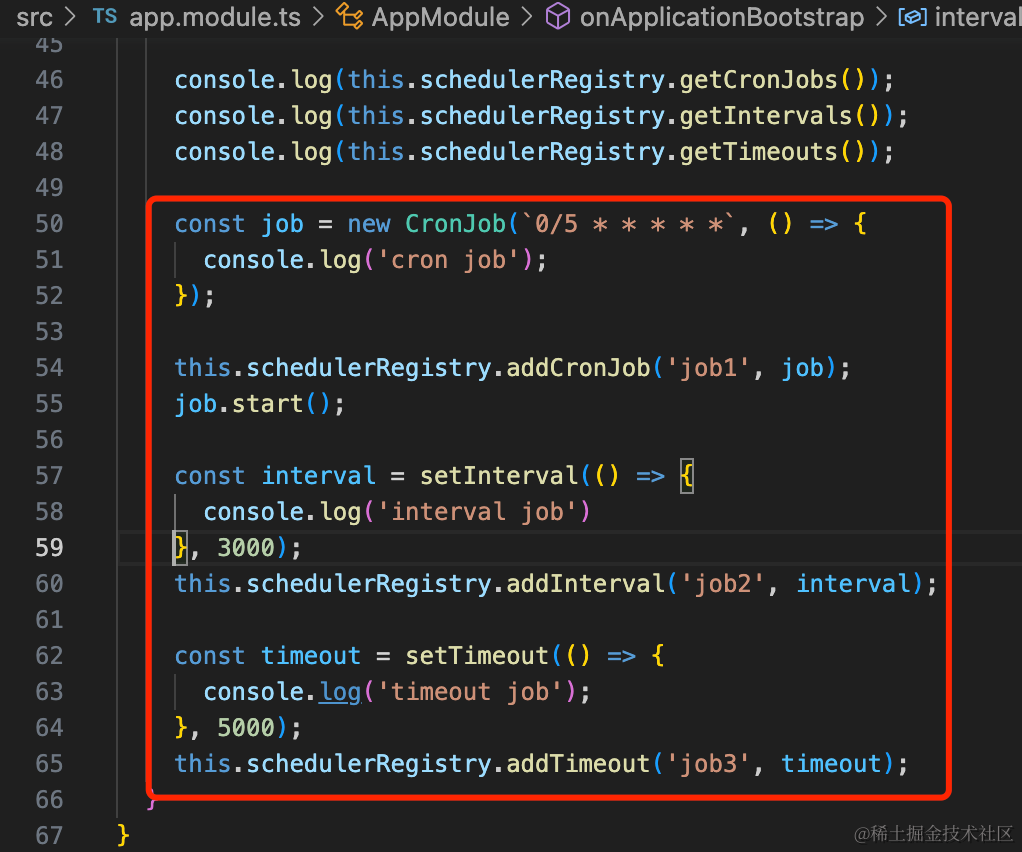 src > TS app.module.ts > AppModule > onApplicationBootstrap > interval
45
46 console.log(this.schedulerRegistry.getCronJobs());
47 console.log(this.schedulerRegistry.getIntervals());
48 console.log(this.schedulerRegistry.getTimeouts());
49
50 const job = new CronJob(`0/5 * * * * *`, () => {
51 console.log('cron job');
52 });
53
54 this.schedulerRegistry.addCronJob('job1', job);
55 job.start();
56
57 const interval = setInterval(() => {
58 console.log('interval job')
59 }, 3000);
60 this.schedulerRegistry.addInterval('job2', interval);
61
62 const timeout = setTimeout(() => {
63 console.log('timeout job');
64 }, 5000);
65 this.schedulerRegistry.addTimeout('job3', timeout);
66 }
67 }
@稀土掘金技术社区